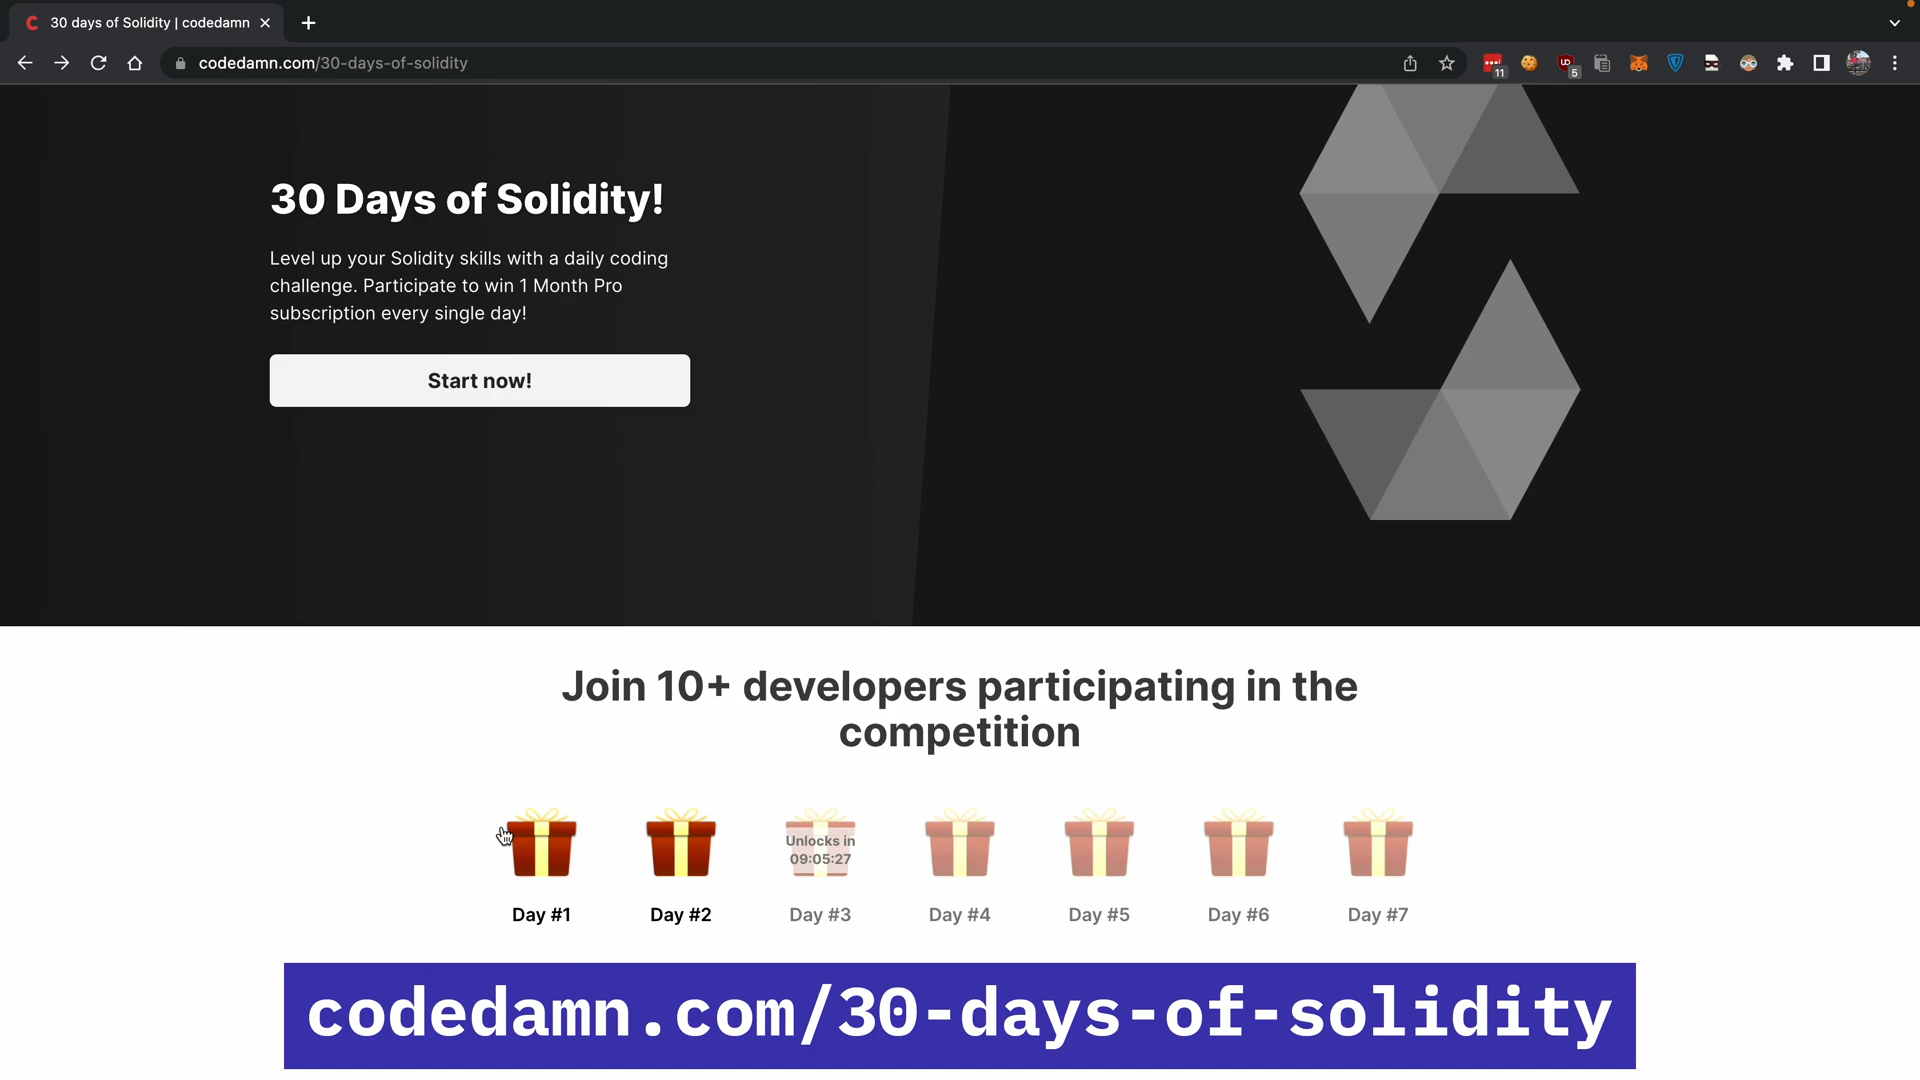 30 days of Solidity | codedamn
codedamn.com/30-days-of-solidity
11
5
30 Days of Solidity!
Level up your Solidity skills with a daily coding
challenge. Participate to win 1 Month Pro
subscription every single day!
Start now!
Join 10+ developers participating in the
competition
Unlocks in
09:05:27
Day #1
Day #2
Day #3
Day #4
Day #5
Day #6
Day #7
codedamn.com/30-days-of-solidity